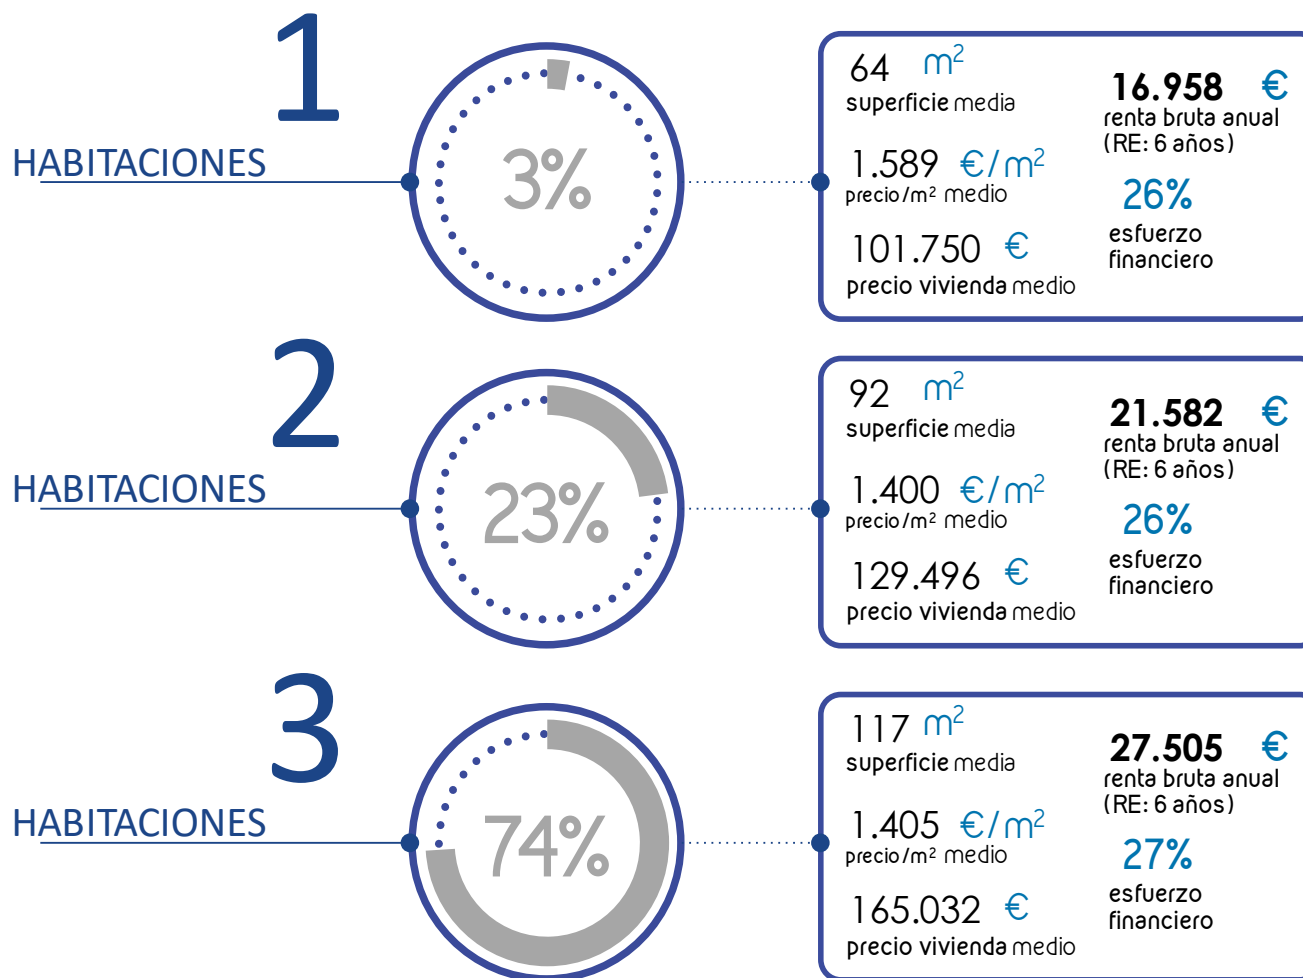 1
HABITACIONES
3%
64 m²
superficie media
1.589 €/m²
precio/m² medio
101.750 €
precio vivienda medio
16.958 €
renta bruta anual
(RE: 6 años)
26%
esfuerzo
financiero
2
HABITACIONES
23%
92 m²
superficie media
1.400 €/m²
precio/m² medio
129.496 €
precio vivienda medio
21.582 €
renta bruta anual
(RE: 6 años)
26%
esfuerzo
financiero
3
HABITACIONES
74%
117 m²
superficie media
1.405 €/m²
precio/m² medio
165.032 €
precio vivienda medio
27.505 €
renta bruta anual
(RE: 6 años)
27%
esfuerzo
financiero